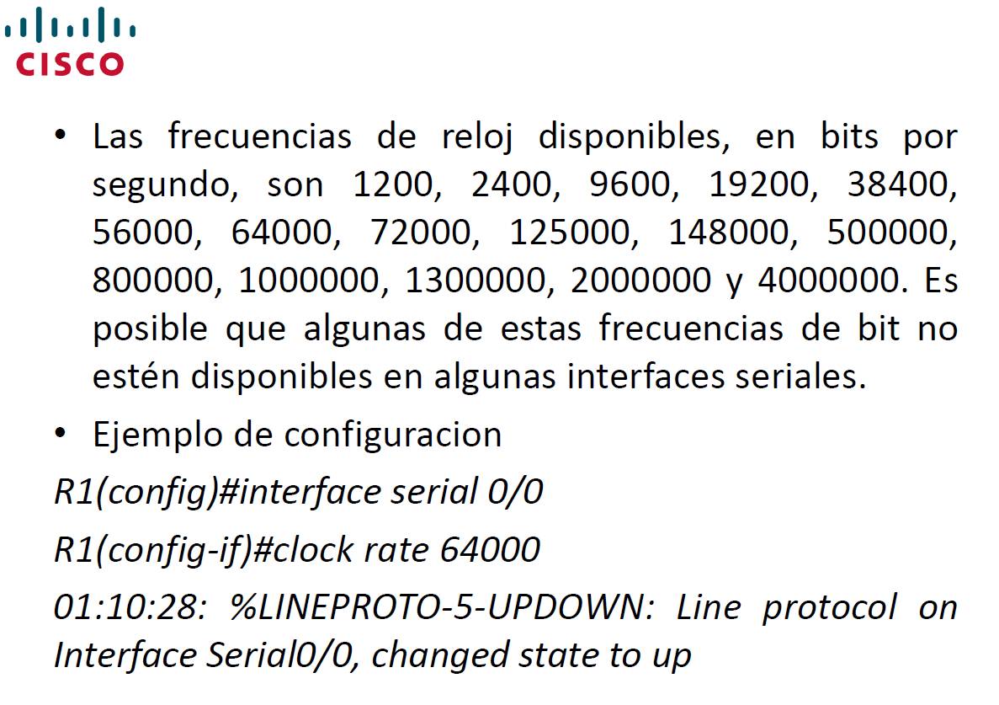 CISCO
• Las frecuencias de reloj disponibles, en bits por
segundo, son 1200, 2400, 9600, 19200, 38400,
56000, 64000, 72000, 125000, 148000, 500000,
800000, 1000000, 1300000, 2000000 y 4000000. Es
posible que algunas de estas frecuencias de bit no
estén disponibles en algunas interfaces seriales.
• Ejemplo de configuracion
R1(config)#interface serial 0/0
R1(config-if)#clock rate 64000
01:10:28: %LINEPROTO-5-UPDOWN: Line protocol on
Interface Serial0/0, changed state to up